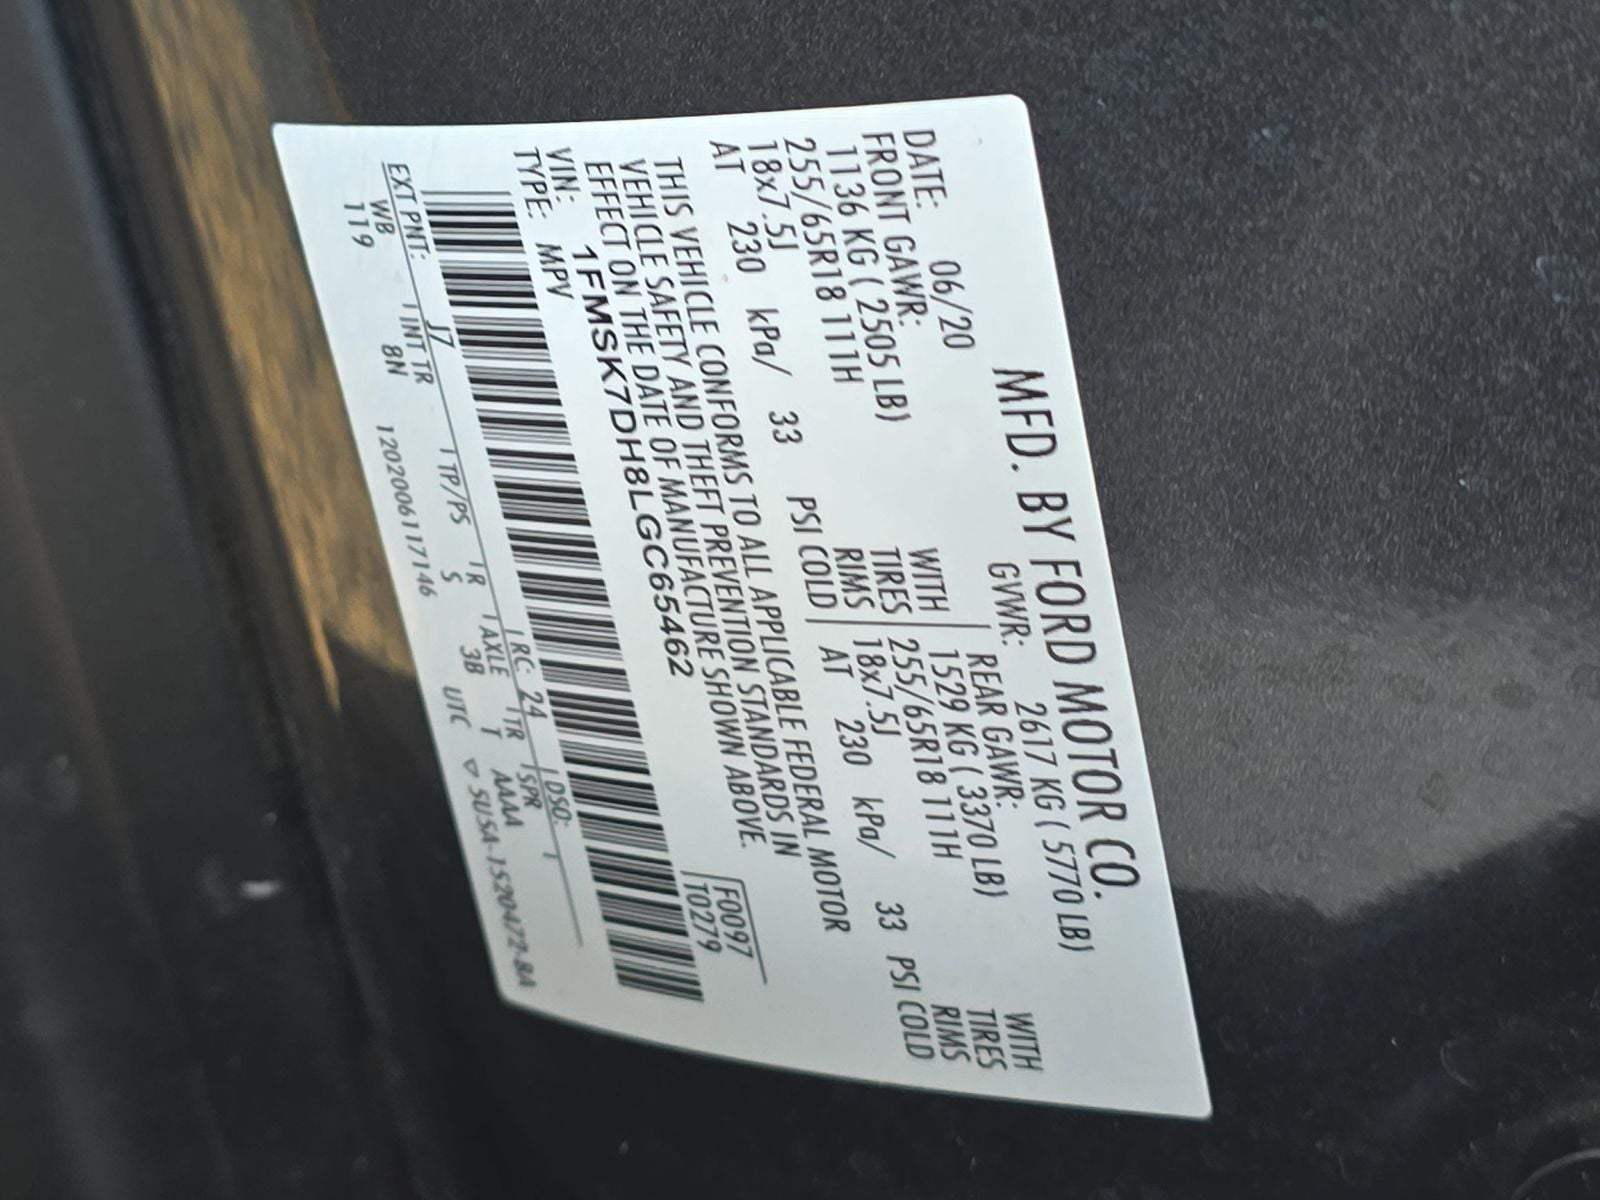 MFD. BY FORD MOTOR CO.
DATE: 06/20 GVWR: 2617 KG ( 5770 LB)
FRONT GAWR: REAR GAWR:
1136 KG ( 2505 LB) WITH 1529 KG ( 3370 LB) WITH
255/65R18 111H TIRES 255/65R18 111H TIRES
18x7.5J RIMS 18x7.5J RIMS
AT 230 kPa/ 33 PSI COLD AT 230 kPa/ 33 PSI COLD
THIS VEHICLE CONFORMS TO ALL APPLICABLE FEDERAL MOTOR
VEHICLE SAFETY AND THEFT PREVENTION STANDARDS IN
EFFECT ON THE DATE OF MANUFACTURE SHOWN ABOVE.
VIN: 1FMSK7DH8LGC65462 F0097
TYPE: MPV T0279
EXT PNT: J7 RC: 24 DSO:
WB INT TR TP/PS R AXLE TR SPR
119 8N S 3B T AAAA
12020061117146 UTC ▽ SUSA-1520472-BA